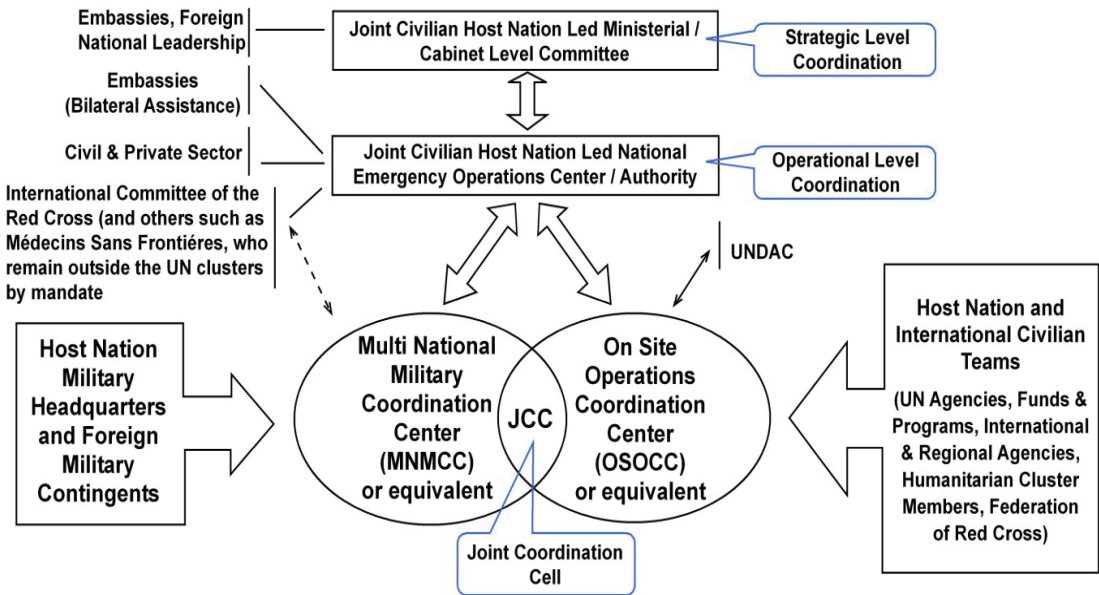 Embassies, Foreign
National Leadership
Joint Civilian Host Nation Led Ministerial /
Cabinet Level Committee
Strategic Level
Coordination
Embassies
(Bilateral Assistance)
Civil & Private Sector
Joint Civilian Host Nation Led National
Emergency Operations Center / Authority
Operational Level
Coordination
International Committee of the
Red Cross (and others such as
Médecins Sans Frontiéres, who
remain outside the UN clusters
by mandate
UNDAC
Host Nation
Military
Headquarters
and Foreign
Military
Contingents
Multi National
Military
Coordination
Center
(MNMCC)
or equivalent
JCC
On Site
Operations
Coordination
Center
(OSOCC)
or equivalent
Joint Coordination
Cell
Host Nation and
International Civilian
Teams
(UN Agencies, Funds &
Programs, International
& Regional Agencies,
Humanitarian Cluster
Members, Federation
of Red Cross)